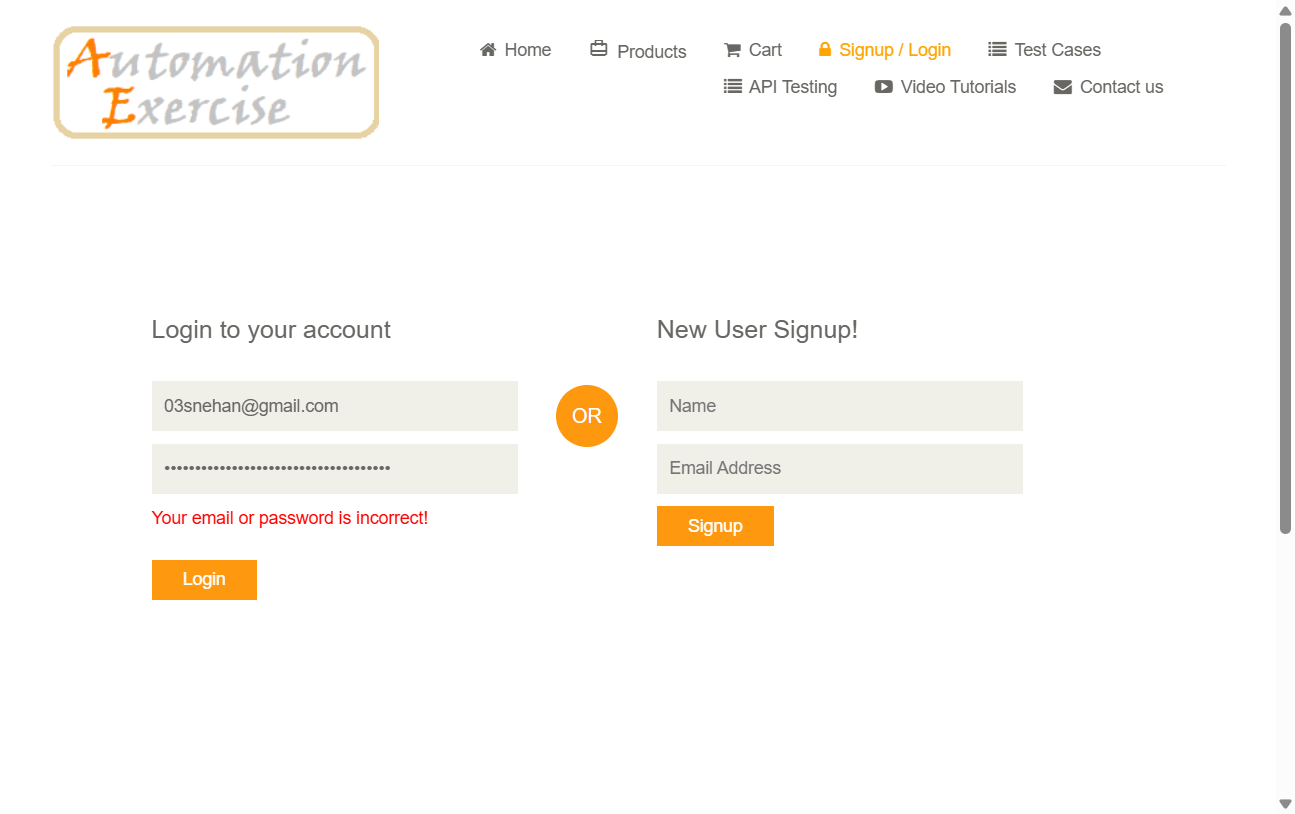 Automation
Exercise
Home
Products
Cart
Signup / Login
Test Cases
API Testing
Video Tutorials
Contact us
Login to your account
03snehan@gmail.com
•••••••••••••••••••••••••••••••••••••
Your email or password is incorrect!
Login
OR
New User Signup!
Name
Email Address
Signup